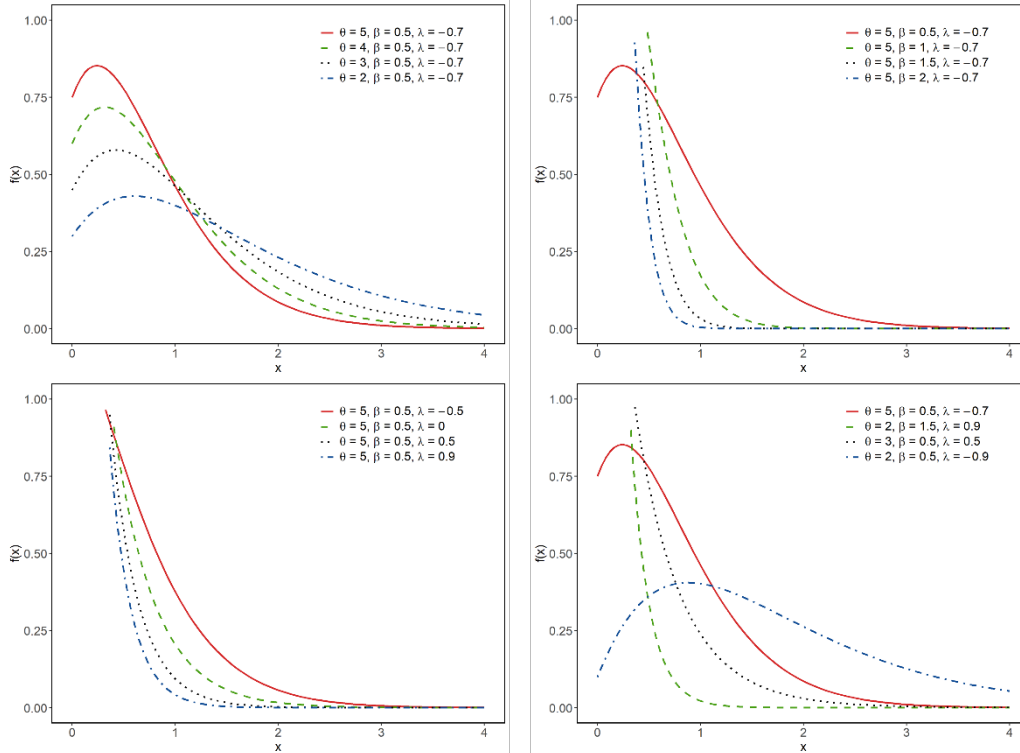 1.00
0.75
0.50
0.25
0.00
f(x)
θ = 5, β = 0.5, λ = −0.7
θ = 4, β = 0.5, λ = −0.7
θ = 3, β = 0.5, λ = −0.7
θ = 2, β = 0.5, λ = −0.7
0 1 2 3 4
x
1.00
0.75
0.50
0.25
0.00
f(x)
θ = 5, β = 0.5, λ = −0.7
θ = 5, β = 1, λ = −0.7
θ = 5, β = 1.5, λ = −0.7
θ = 5, β = 2, λ = −0.7
0 1 2 3 4
x
1.00
0.75
0.50
0.25
0.00
f(x)
θ = 5, β = 0.5, λ = −0.5
θ = 5, β = 0.5, λ = 0
θ = 5, β = 0.5, λ = 0.5
θ = 5, β = 0.5, λ = 0.9
0 1 2 3 4
x
1.00
0.75
0.50
0.25
0.00
f(x)
θ = 5, β = 0.5, λ = −0.7
θ = 2, β = 1.5, λ = 0.9
θ = 3, β = 0.5, λ = 0.5
θ = 2, β = 0.5, λ = −0.9
0 1 2 3 4
x